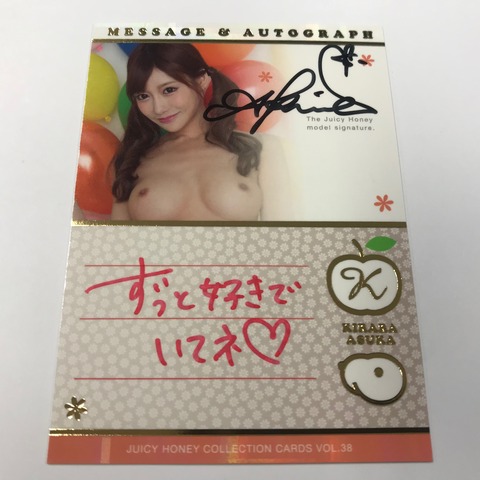 MESSAGE & AUTOGRAPH
The Juicy Honey
model signature.
ずっと好きで
いてネ♡
K
KIRARA
ASUKA
JUICY HONEY COLLECTION CARDS VOL.38